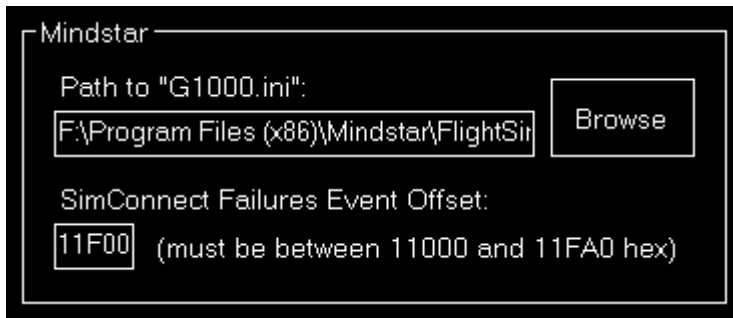 Mindstar
Path to "G1000.ini":
F:\Program Files (x86)\Mindstar\FlightSir
Browse
SimConnect Failures Event Offset:
11F00 (must be between 11000 and 11FA0 hex)